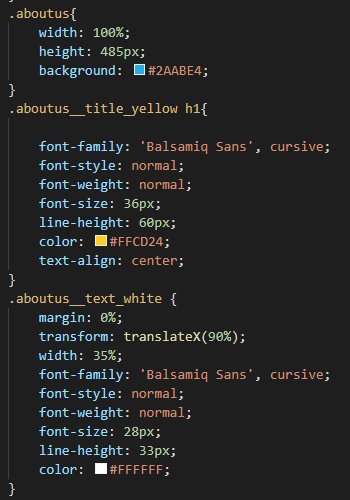 .aboutus{
width: 100%;
height: 485px;
background: #2AABE4;
}
.aboutus__title_yellow h1{
font-family: 'Balsamiq Sans', cursive;
font-style: normal;
font-weight: normal;
font-size: 36px;
line-height: 60px;
color: #FFCD24;
text-align: center;
}
.aboutus__text_white {
margin: 0%;
transform: translateX(90%);
width: 35%;
font-family: 'Balsamiq Sans', cursive;
font-style: normal;
font-weight: normal;
font-size: 28px;
line-height: 33px;
color: #FFFFFF;
}